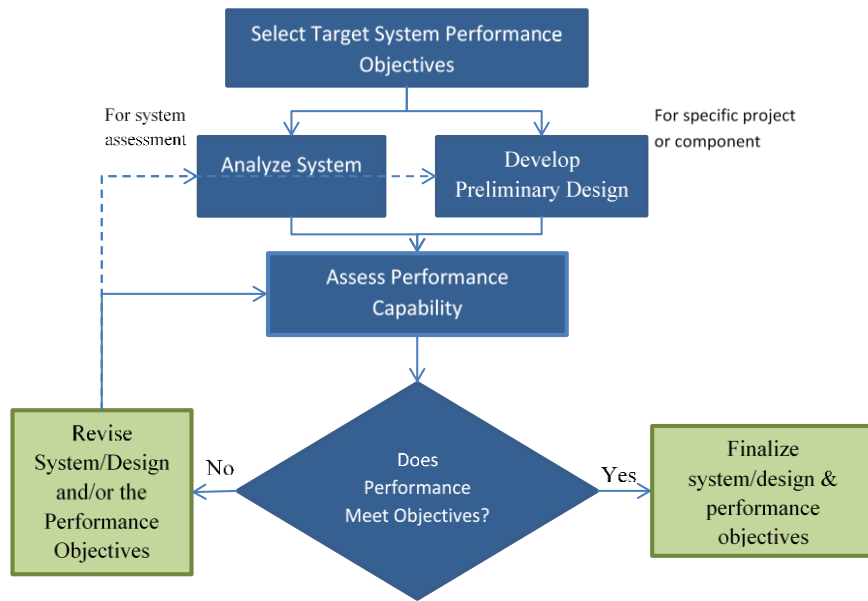 Select Target System Performance
Objectives
For system
assessment
For specific project
or component
Analyze System
Develop
Preliminary Design
Assess Performance
Capability
Revise
System/Design
and/or the
Performance
Objectives
No
Does
Performance
Meet Objectives?
Yes
Finalize
system/design &
performance
objectives